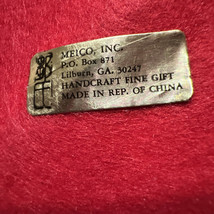 MEICO, INC.
P.O. Box 871
Lilburn, GA. 30247
HANDCRAFT FINE GIFT
MADE IN REP. OF CHINA